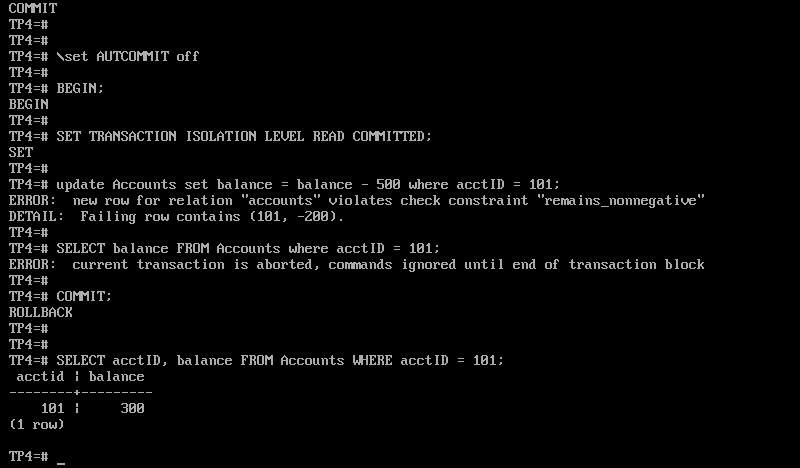 COMMIT
TP4=#
TP4=#
TP4=# \set AUTCOMMIT off
TP4=#
TP4=# BEGIN;
BEGIN
TP4=#
TP4=# SET TRANSACTION ISOLATION LEVEL READ COMMITTED;
SET
TP4=#
TP4=# update Accounts set balance = balance - 500 where acctID = 101;
ERROR:  new row for relation "accounts" violates check constraint "remains_nonnegative"
DETAIL:  Failing row contains (101, -200).
TP4=#
TP4=# SELECT balance FROM Accounts where acctID = 101;
ERROR:  current transaction is aborted, commands ignored until end of transaction block
TP4=#
TP4=# COMMIT;
ROLLBACK
TP4=#
TP4=#
TP4=# SELECT acctID, balance FROM Accounts WHERE acctID = 101;
 acctid | balance
--------+---------
    101 |     300
(1 row)

TP4=# _